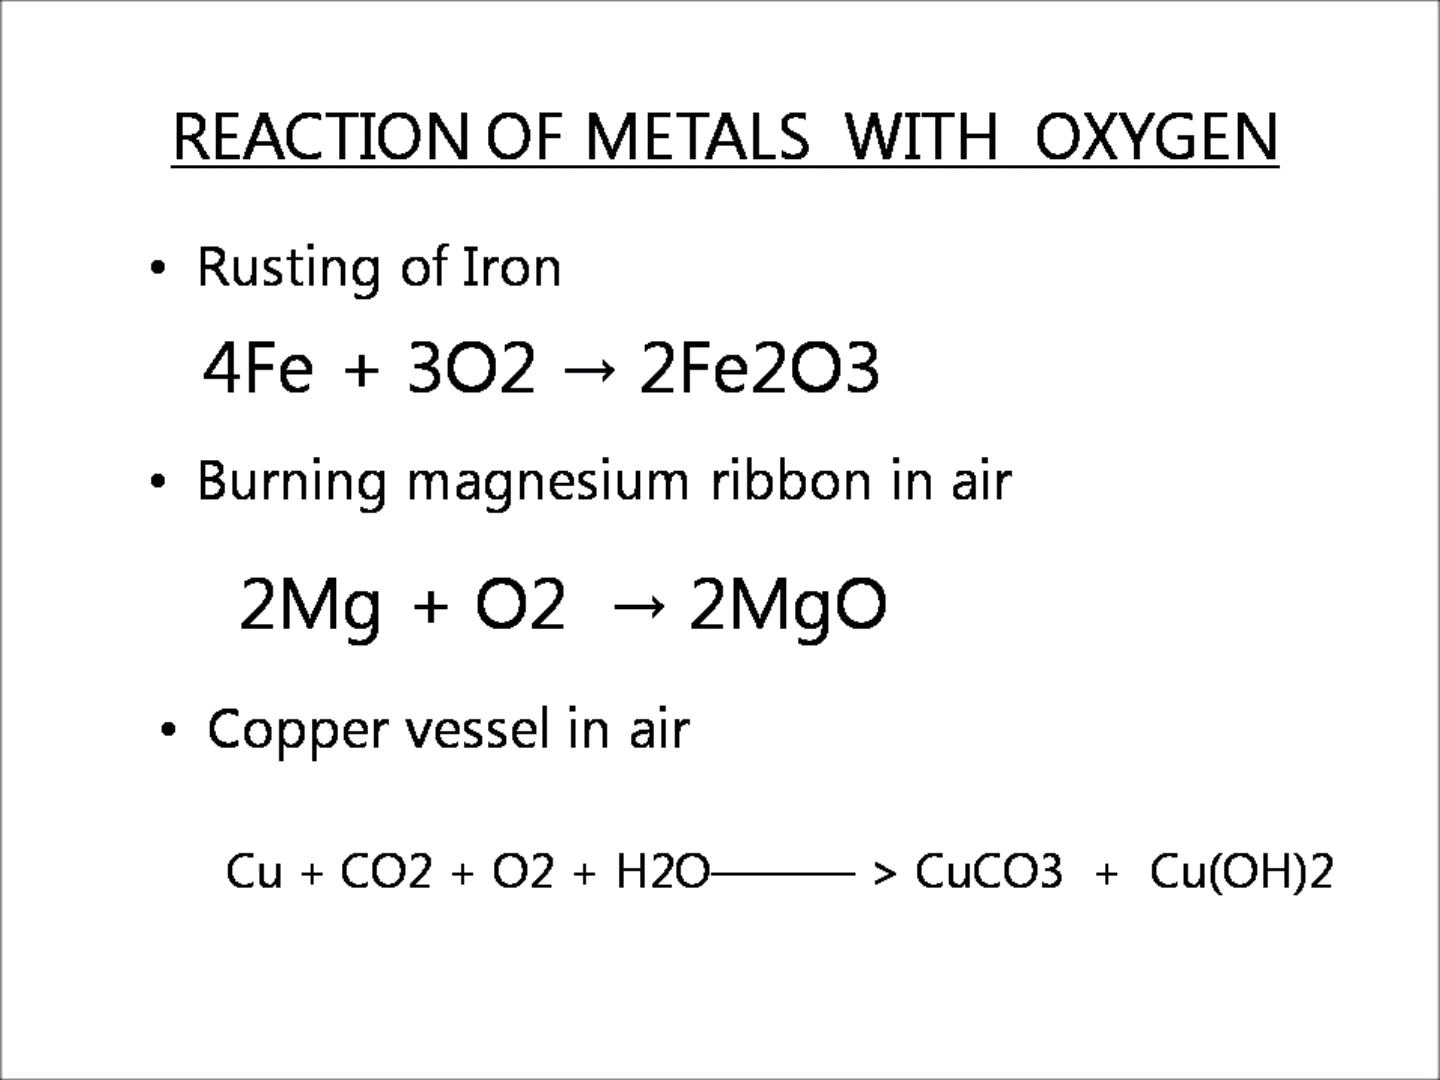 REACTION OF METALS WITH OXYGEN
• Rusting of Iron
4Fe + 3O2 → 2Fe2O3
• Burning magnesium ribbon in air
2Mg + O2 → 2MgO
• Copper vessel in air
Cu + CO2 + O2 + H2O——— > CuCO3 + Cu(OH)2